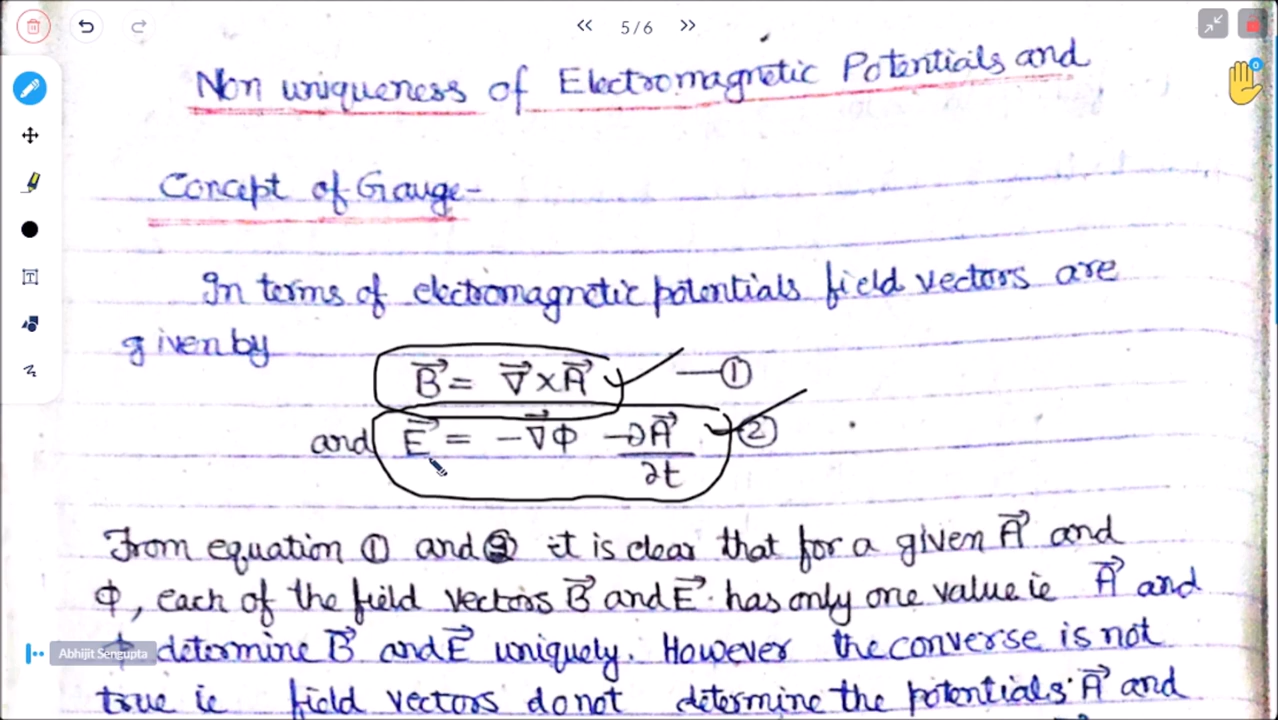 5/6
Non uniqueness of Electromagnetic Potentials and
Concept of Gauge-
In terms of electromagnetic potentials field vectors are
given by
B⃗ = ∇⃗ × A⃗ —①
and E⃗ = -∇⃗Φ -∂A⃗/∂t ②
From equation ① and ② it is clear that for a given A⃗ and
Φ, each of the field vectors B⃗ and E⃗ has only one value ie A⃗ and
Φ determine B⃗ and E⃗ uniquely. However the converse is not
true ie field vectors do not determine the potentials A⃗ and
Abhijit Sengupta
0